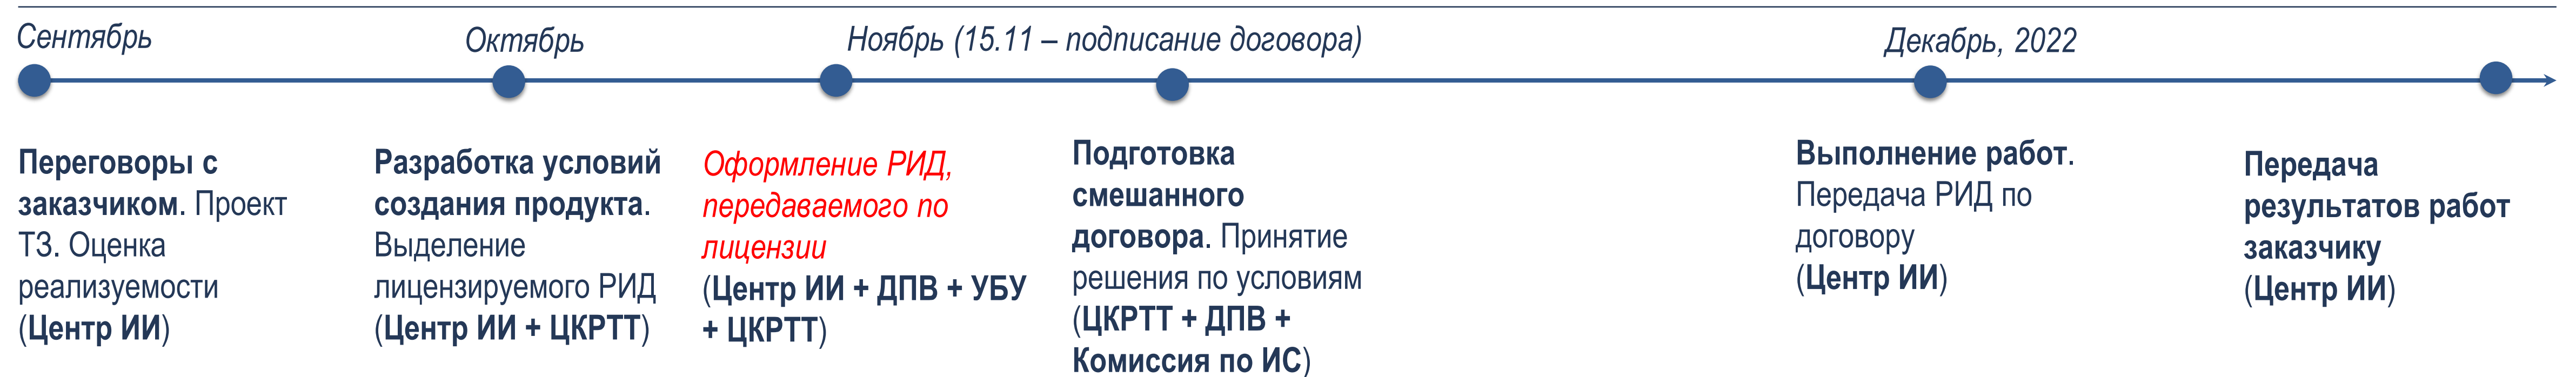 Сентябрь
Октябрь
Ноябрь (15.11 – подписание договора)
Декабрь, 2022
Переговоры с
заказчиком. Проект
ТЗ. Оценка
реализуемости
(Центр ИИ)
Разработка условий
создания продукта.
Выделение
лицензируемого РИД
(Центр ИИ + ЦКРТТ)
Оформление РИД,
передаваемого по
лицензии
(Центр ИИ + ДПВ + УБУ
+ ЦКРТТ)
Подготовка
смешанного
договора. Принятие
решения по условиям
(ЦКРТТ + ДПВ +
Комиссия по ИС)
Выполнение работ.
Передача РИД по
договору
(Центр ИИ)
Передача
результатов работ
заказчику
(Центр ИИ)